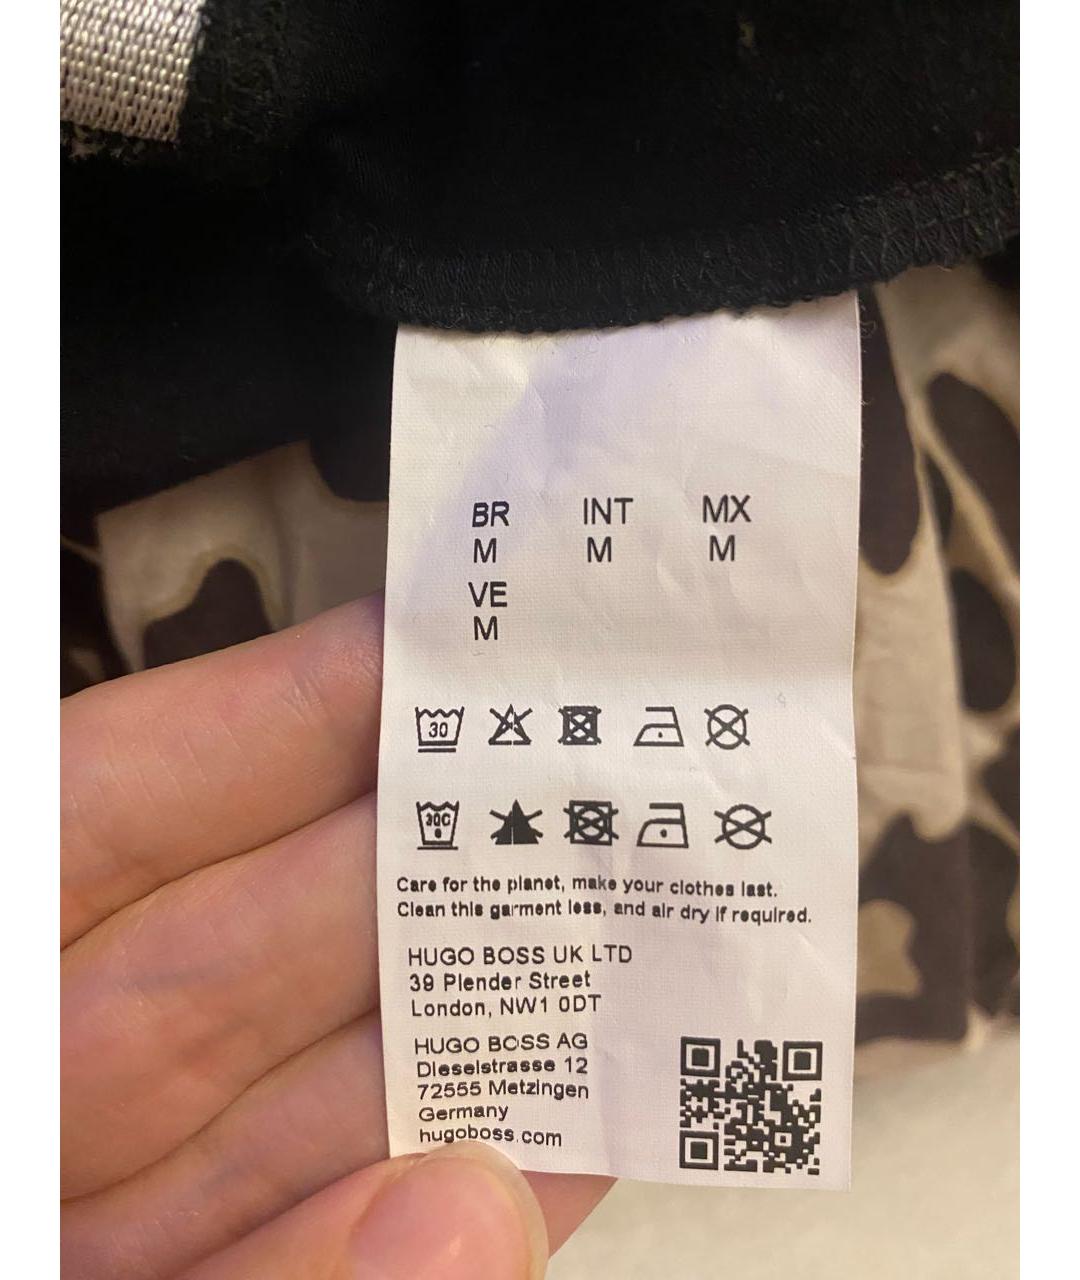 BR INT MX
M M M
VE
M
30
30C
Care for the planet, make your clothes last.
Clean this garment less, and air dry if required.
HUGO BOSS UK LTD
39 Plender Street
London, NW1 0DT
HUGO BOSS AG
Dieselstrasse 12
72555 Metzingen
Germany
hugoboss.com